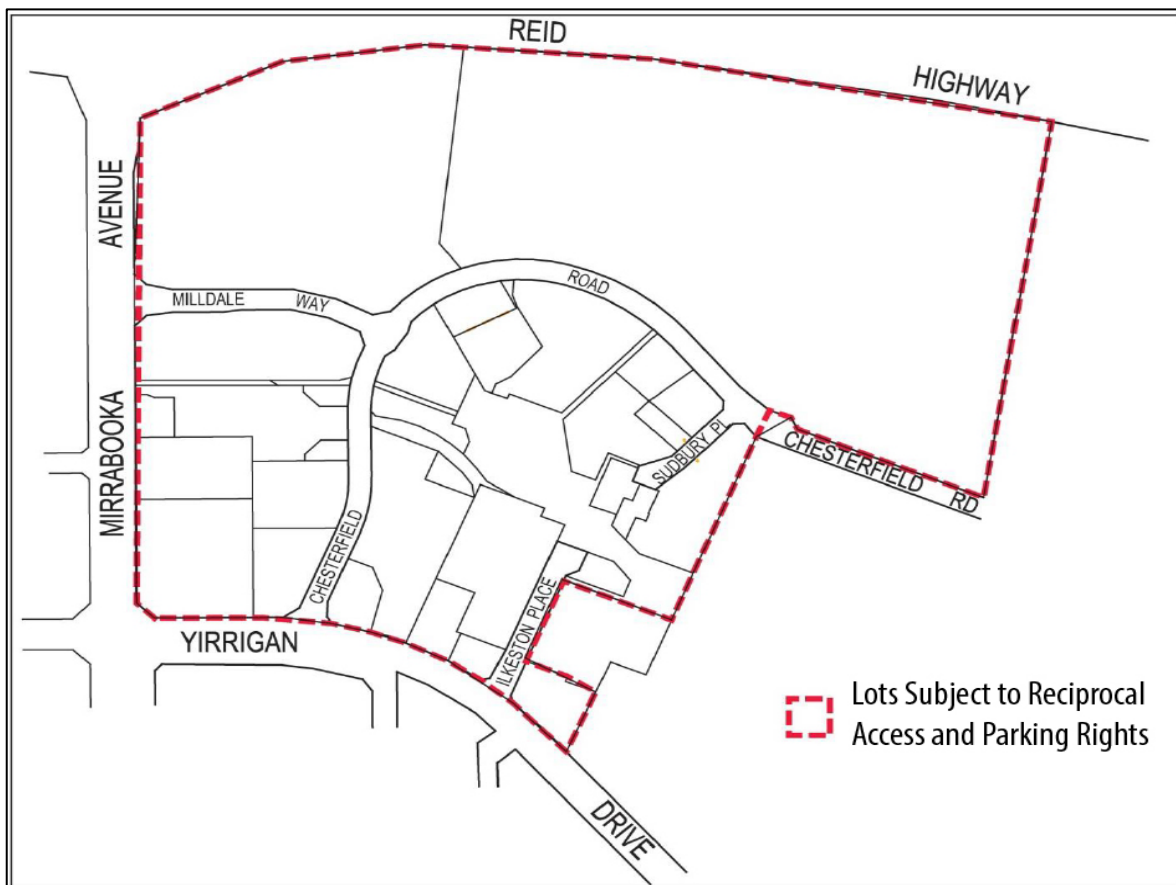 REID
HIGHWAY
AVENUE
MILLDALE WAY
ROAD
MIRRABOOKA
SUDBURY Pl
CHESTERFIELD RD
CHESTERFIELD
ILKESTON PLACE
YIRRIGAN
DRIVE
Lots Subject to Reciprocal
Access and Parking Rights